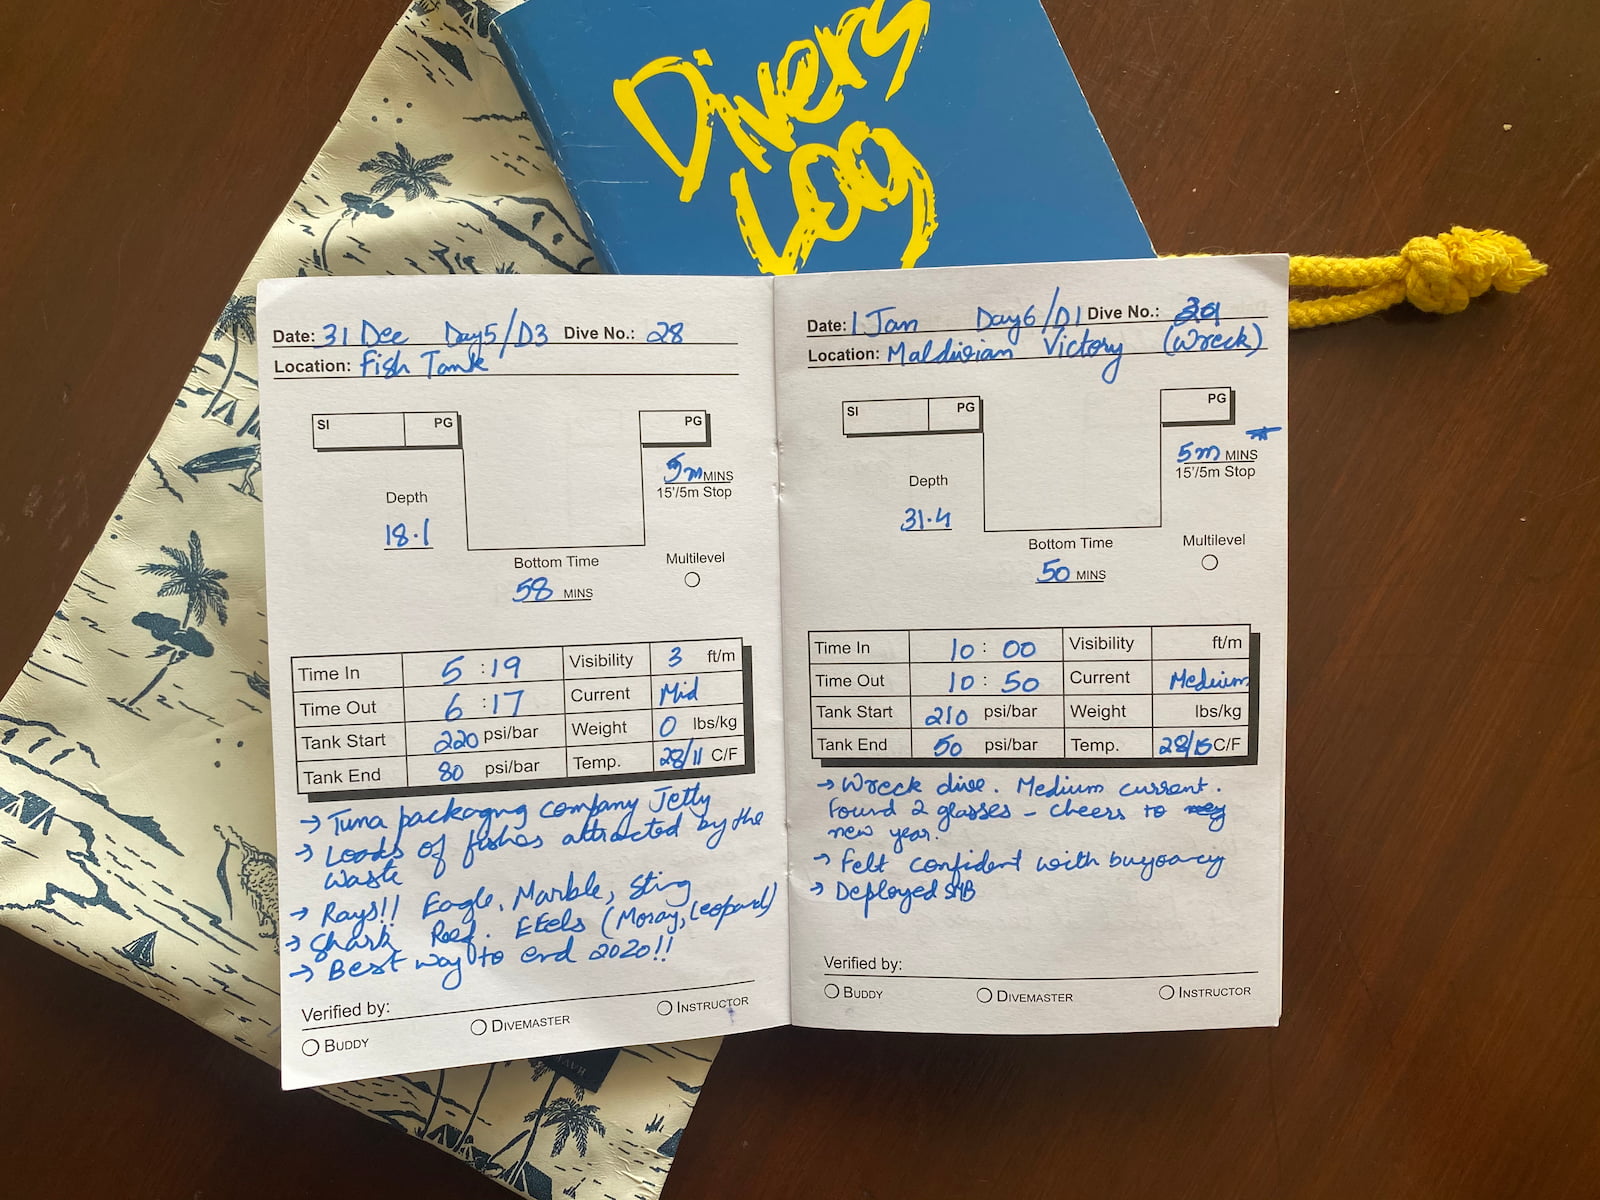 Divers
Log
Date: 31 Dec Day5/D3 Dive No.: 28
Location: Fish Tank
SI PG
PG
5m MINS
15'/5m Stop
Depth
18.1
Bottom Time
58 MINS
Multilevel
Time In 5:19 Visibility 3 ft/m
Time Out 6:17 Current Mid
Tank Start 220 psi/bar Weight 0 lbs/kg
Tank End 80 psi/bar Temp. 28/11 C/F
→ Tuna packaging company Jetty
→ Loads of fishes attracted by the
waste
→ Rays!! Eagle, Marble, Sting
→ Shark Reef. Eels (Moray, Leopard)
→ Best way to end 2020!!
Verified by:
BUDDY DIVEMASTER INSTRUCTOR
Date: 1 Jan Day6/D1 Dive No.:
Location: Maldivian Victory (Wreck)
SI PG
PG
5m MINS
15'/5m Stop
Depth
31.4
Bottom Time
50 MINS
Multilevel
Time In 10:00 Visibility ft/m
Time Out 10:50 Current Medium
Tank Start 210 psi/bar Weight lbs/kg
Tank End 50 psi/bar Temp. 28/15 C/F
→ Wreck dive. Medium current.
Found 2 glasses - Cheers to
new year.
→ Felt confident with buyoancy
→ Deployed SMB
Verified by:
BUDDY DIVEMASTER INSTRUCTOR